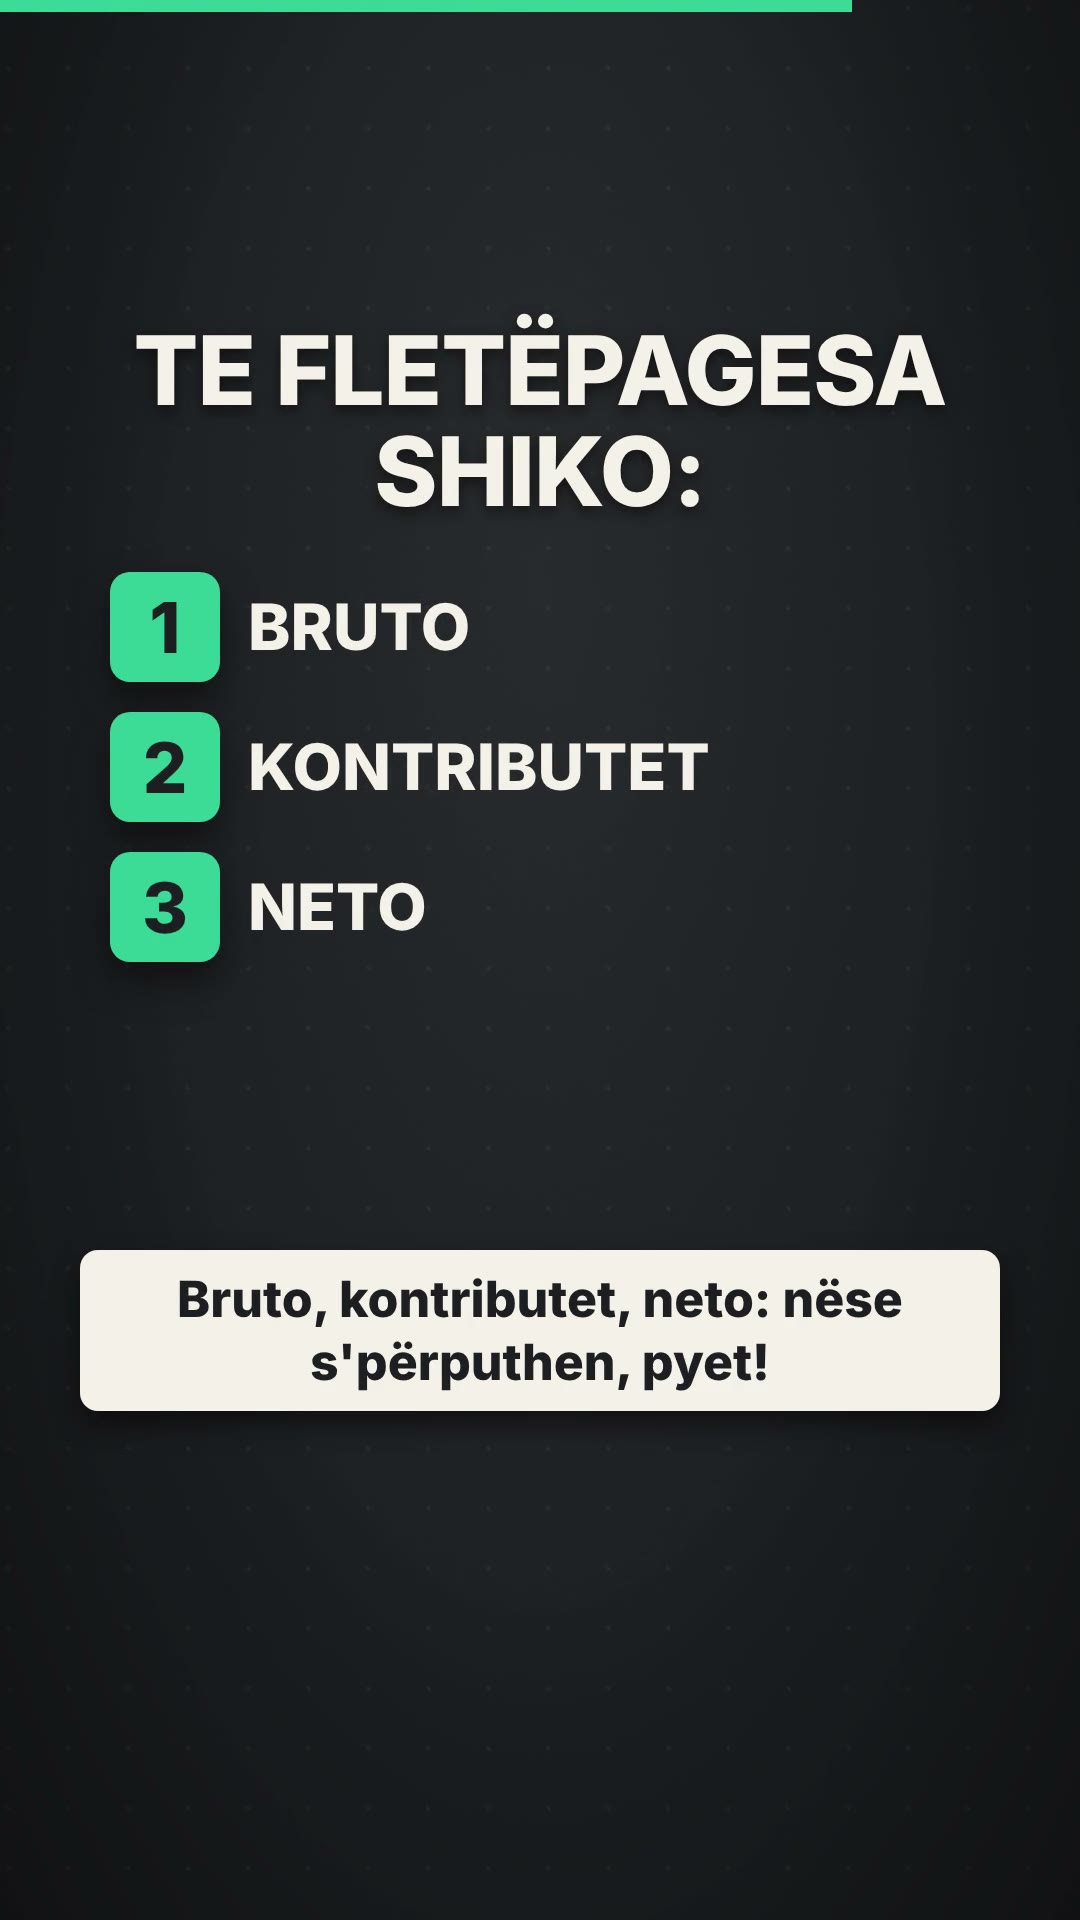 TE FLETËPAGESA
SHIKO:
1 BRUTO
2 KONTRIBUTET
3 NETO
Bruto, kontributet, neto: nëse
s'përputhen, pyet!